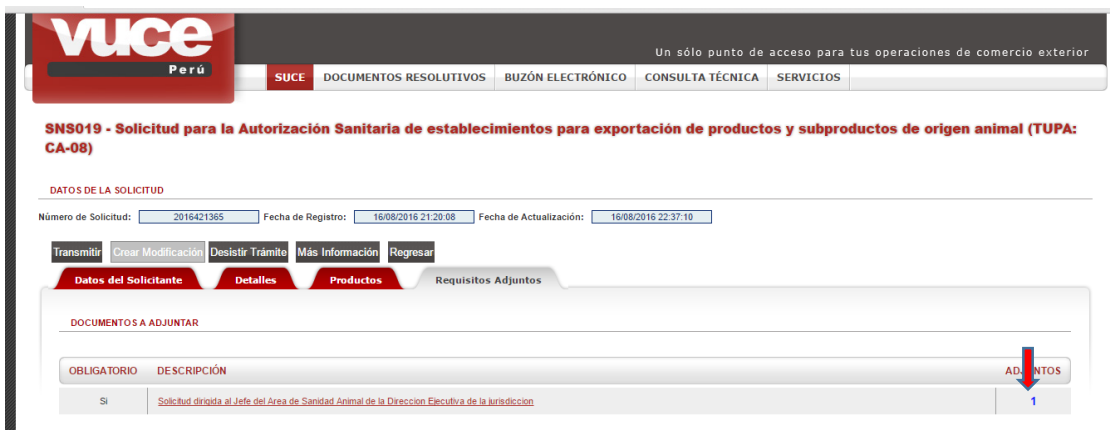 vuce
Perú
Un sólo punto de acceso para tus operaciones de comercio exterior
SUCE DOCUMENTOS RESOLUTIVOS BUZÓN ELECTRÓNICO CONSULTA TÉCNICA SERVICIOS
SNS019 - Solicitud para la Autorización Sanitaria de establecimientos para exportación de productos y subproductos de origen animal (TUPA:
CA-08)
DATOS DE LA SOLICITUD
Número de Solicitud: 2016421365 Fecha de Registro: 16/08/2016 21:20:08 Fecha de Actualización: 16/08/2016 22:37:10
Transmitir Crear Modificación Desistir Trámite Más Información Regresar
Datos del Solicitante Detalles Productos Requisitos Adjuntos
DOCUMENTOS A ADJUNTAR
OBLIGATORIO DESCRIPCIÓN ADJUNTOS
Si Solicitud dirigida al Jefe del Area de Sanidad Animal de la Direccion Ejecutiva de la jurisdiccion 1